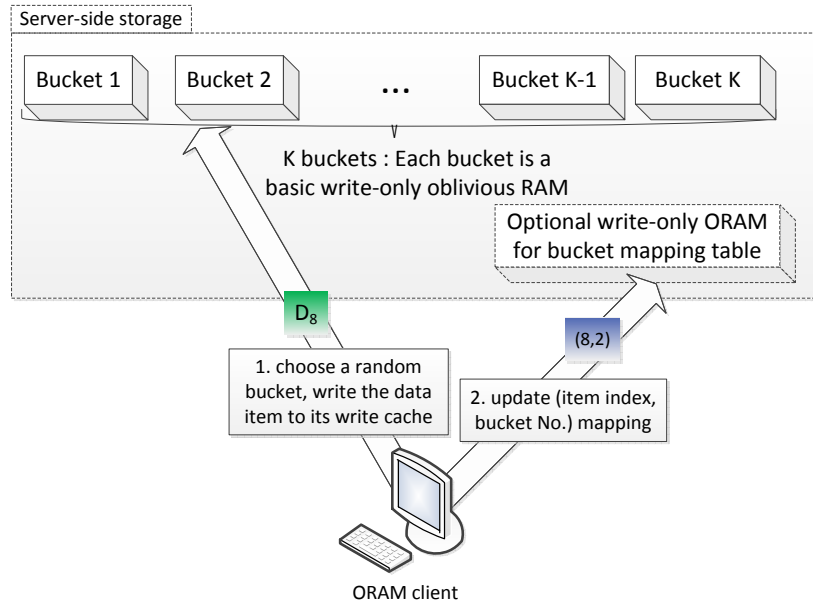 Server-side storage
Bucket 1
Bucket 2
...
Bucket K-1
Bucket K
K buckets : Each bucket is a
basic write-only oblivious RAM
Optional write-only ORAM
for bucket mapping table
D₈
(8,2)
1. choose a random
bucket, write the data
item to its write cache
2. update (item index,
bucket No.) mapping
ORAM client